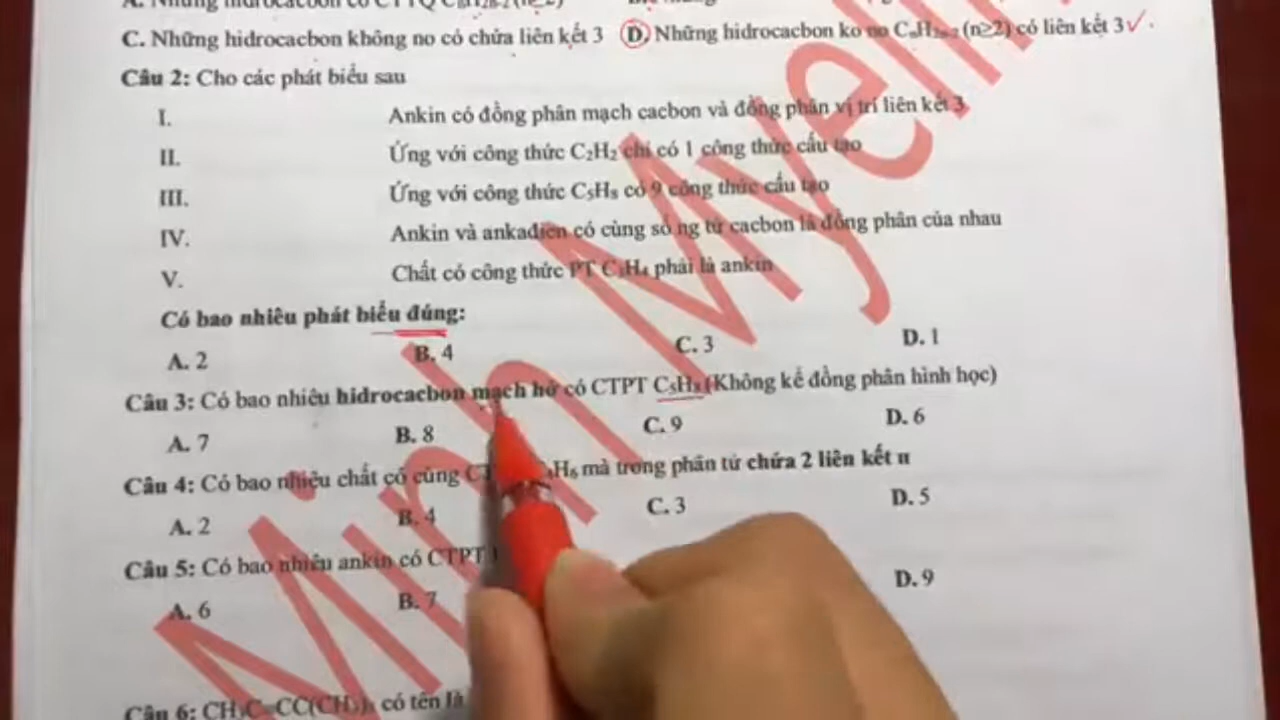 C. Những hidrocacbon không no có chứa liên kết 3 D. Những hidrocacbon ko no (n≥2) có liên kết 3
Câu 2: Cho các phát biểu sau
I. Ankin có đồng phân mạch cacbon và đồng phân vị trí liên kết 3
II. Ứng với công thức C₂H₂ chỉ có 1 công thức cấu tạo
III. Ứng với công thức C₅H₈ có 9 công thức cấu tạo
IV. Ankin và ankadien có cùng số ng tử cacbon là đồng phân của nhau
V. Chất có công thức PT C₃H₄ phải là ankin
Có bao nhiêu phát biểu đúng:
A. 2 B. 4 C. 3 D. 1
Câu 3: Có bao nhiêu hidrocacbon mạch hở có CTPT C₅H₈ (Không kể đồng phân hình học)
A. 7 B. 8 C. 9 D. 6
Câu 4: Có bao nhiêu chất có cùng H₆ mà trong phân tử chứa 2 liên kết π
A. 2 B. 4 C. 3 D. 5
Câu 5: Có bao nhiêu ankin có CTPT
A. 6 B. 7 D. 9
Câu 6: có tên là
Minh Myelin